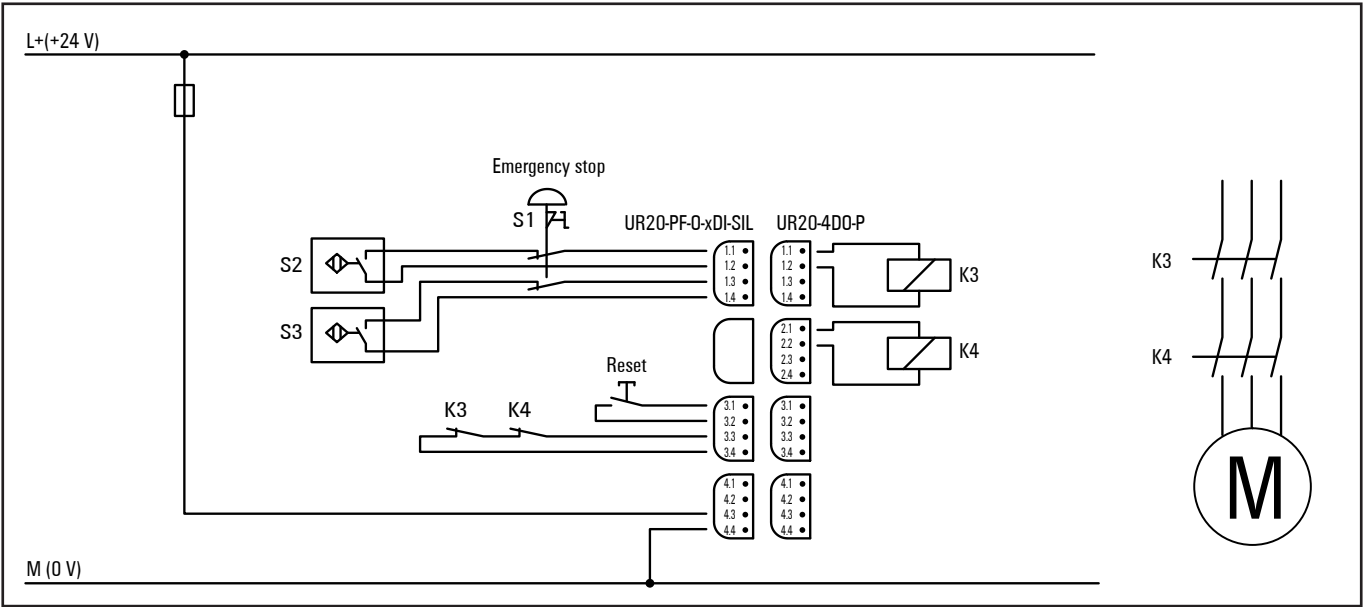 L+(+24 V)
Emergency stop
S1
UR20-PF-O-xDI-SIL UR20-4DO-P
S2
S3
1.1
1.2
1.3
1.4
1.1
1.2
1.3
1.4
K3
2.1
2.2
2.3
2.4
K4
Reset
K3 K4
3.1
3.2
3.3
3.4
3.1
3.2
3.3
3.4
4.1
4.2
4.3
4.4
4.1
4.2
4.3
4.4
K3
K4
M
M (0 V)